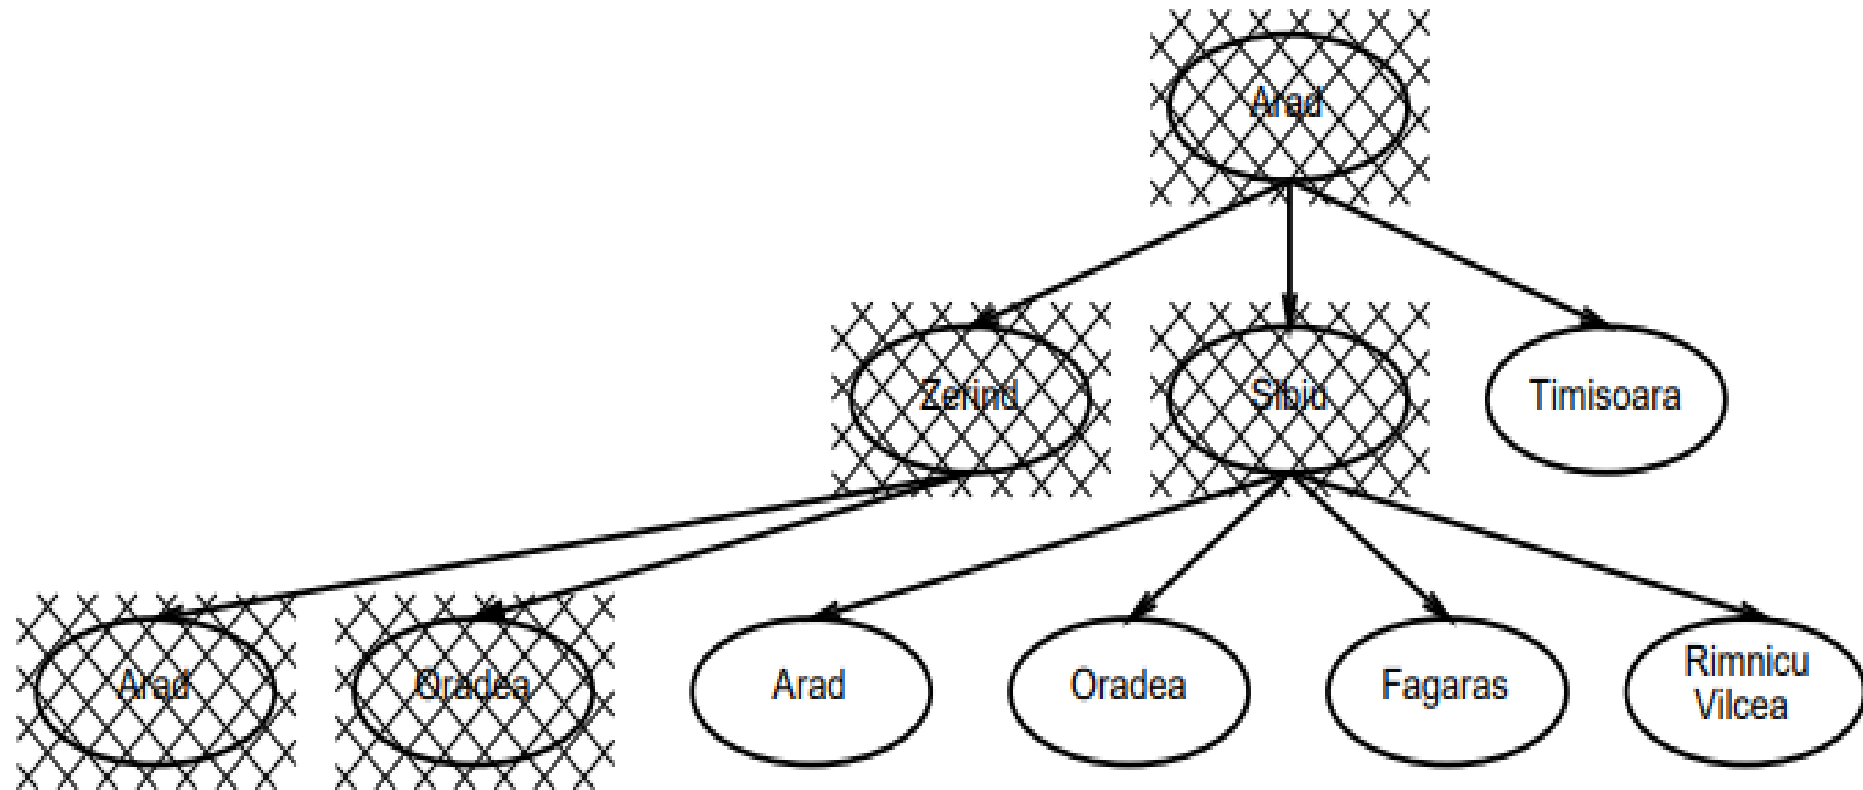 Arad
Zerind
Sibiu
Timisoara
Arad
Oradea
Arad
Oradea
Fagaras
Rimnicu
Vilcea